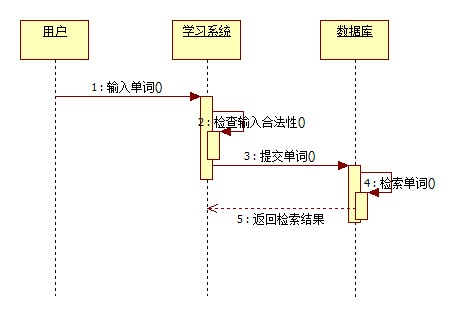 用户
学习系统
数据库
1:输入单词()
2:检查输入合法性()
3:提交单词()
4:检索单词()
5:返回检索结果